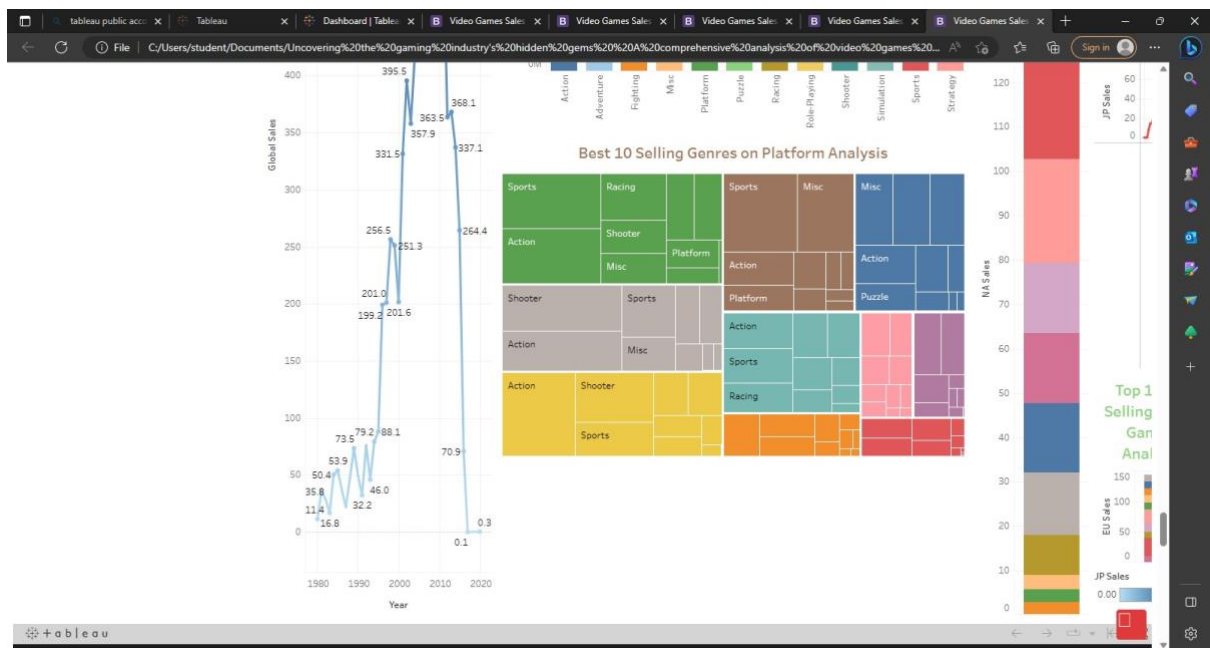 tableau public acco
Tableau
Dashboard | Tablea
Video Games Sales
Video Games Sales
Video Games Sales
Video Games Sales
Video Games Sales
File
C:/Users/student/Documents/Uncovering%20the%20gaming%20industry's%20hidden%20gems%20%20A%20comprehensive%20analysis%20of%20video%20games%20...
Sign in
Global Sales
400
350
300
250
200
150
100
50
0
395.5
368.1
363.5
357.9
337.1
331.5
264.4
256.5
251.3
201.0
199.2
201.6
79.2
88.1
73.5
70.9
53.9
50.4
46.0
35.8
32.2
11.4
16.8
0.3
0.1
1980
1990
2000
2010
2020
Year
0M
Action
Adventure
Fighting
Misc
Platform
Puzzle
Racing
Role-Playing
Shooter
Simulation
Sports
Strategy
Best 10 Selling Genres on Platform Analysis
Sports
Racing
Action
Shooter
Platform
Misc
Sports
Misc
Action
Platform
Misc
Action
Puzzle
Shooter
Sports
Action
Misc
Action
Sports
Racing
Action
Shooter
Sports
NA Sales
120
110
100
90
80
70
60
50
40
30
20
10
0
JP Sales
60
40
20
0
Top 1
Selling
Gan
Anal
EU Sales
150
100
50
0
JP Sales
0.00
+ableau